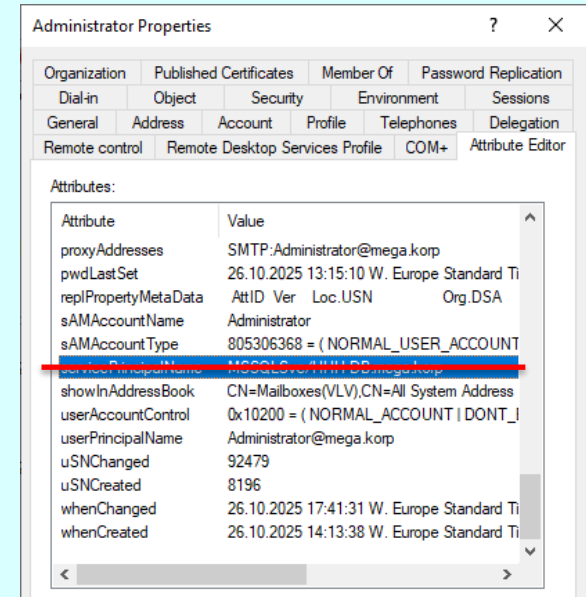 Administrator Properties ? ×
Organization Published Certificates Member Of Password Replication
Dial-in Object Security Environment Sessions
General Address Account Profile Telephones Delegation
Remote control Remote Desktop Services Profile COM+ Attribute Editor
Attributes:
Attribute Value
proxyAddresses SMTP:Administrator@mega.korp
pwdLastSet 26.10.2025 13:15:10 W. Europe Standard Ti
replPropertyMetaData AttID Ver Loc.USN Org.DSA
sAMAccountName Administrator
sAMAccountType 805306368 = ( NORMAL_USER_ACCOUNT
servicePrincipalName
showInAddressBook CN=Mailboxes(VLV),CN=All System Address
userAccountControl 0x10200 = ( NORMAL_ACCOUNT | DONT_
userPrincipalName Administrator@mega.korp
uSNChanged 92479
uSNCreated 8196
whenChanged 26.10.2025 17:41:31 W. Europe Standard Ti
whenCreated 26.10.2025 14:13:38 W. Europe Standard Ti